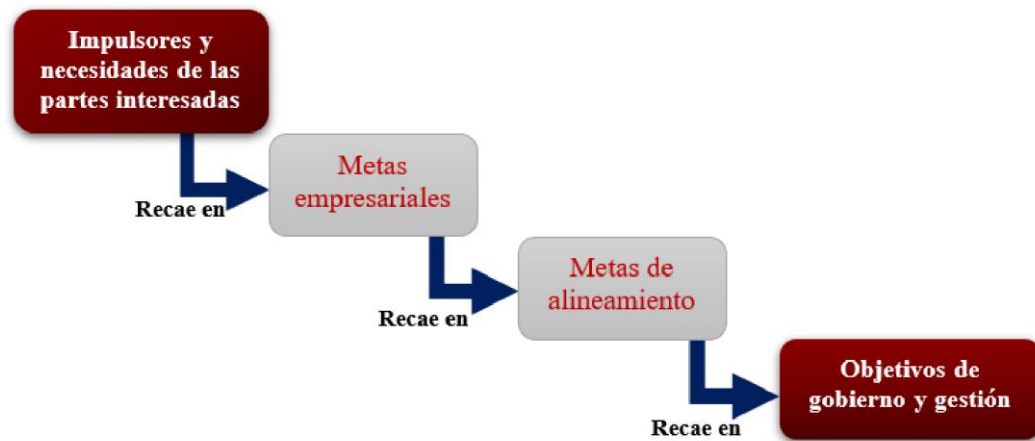 Impulsores y
necesidades de las
partes interesadas
Recae en
Metas
empresariales
Recae en
Metas de
alineamiento
Recae en
Objetivos de
gobierno y gestión